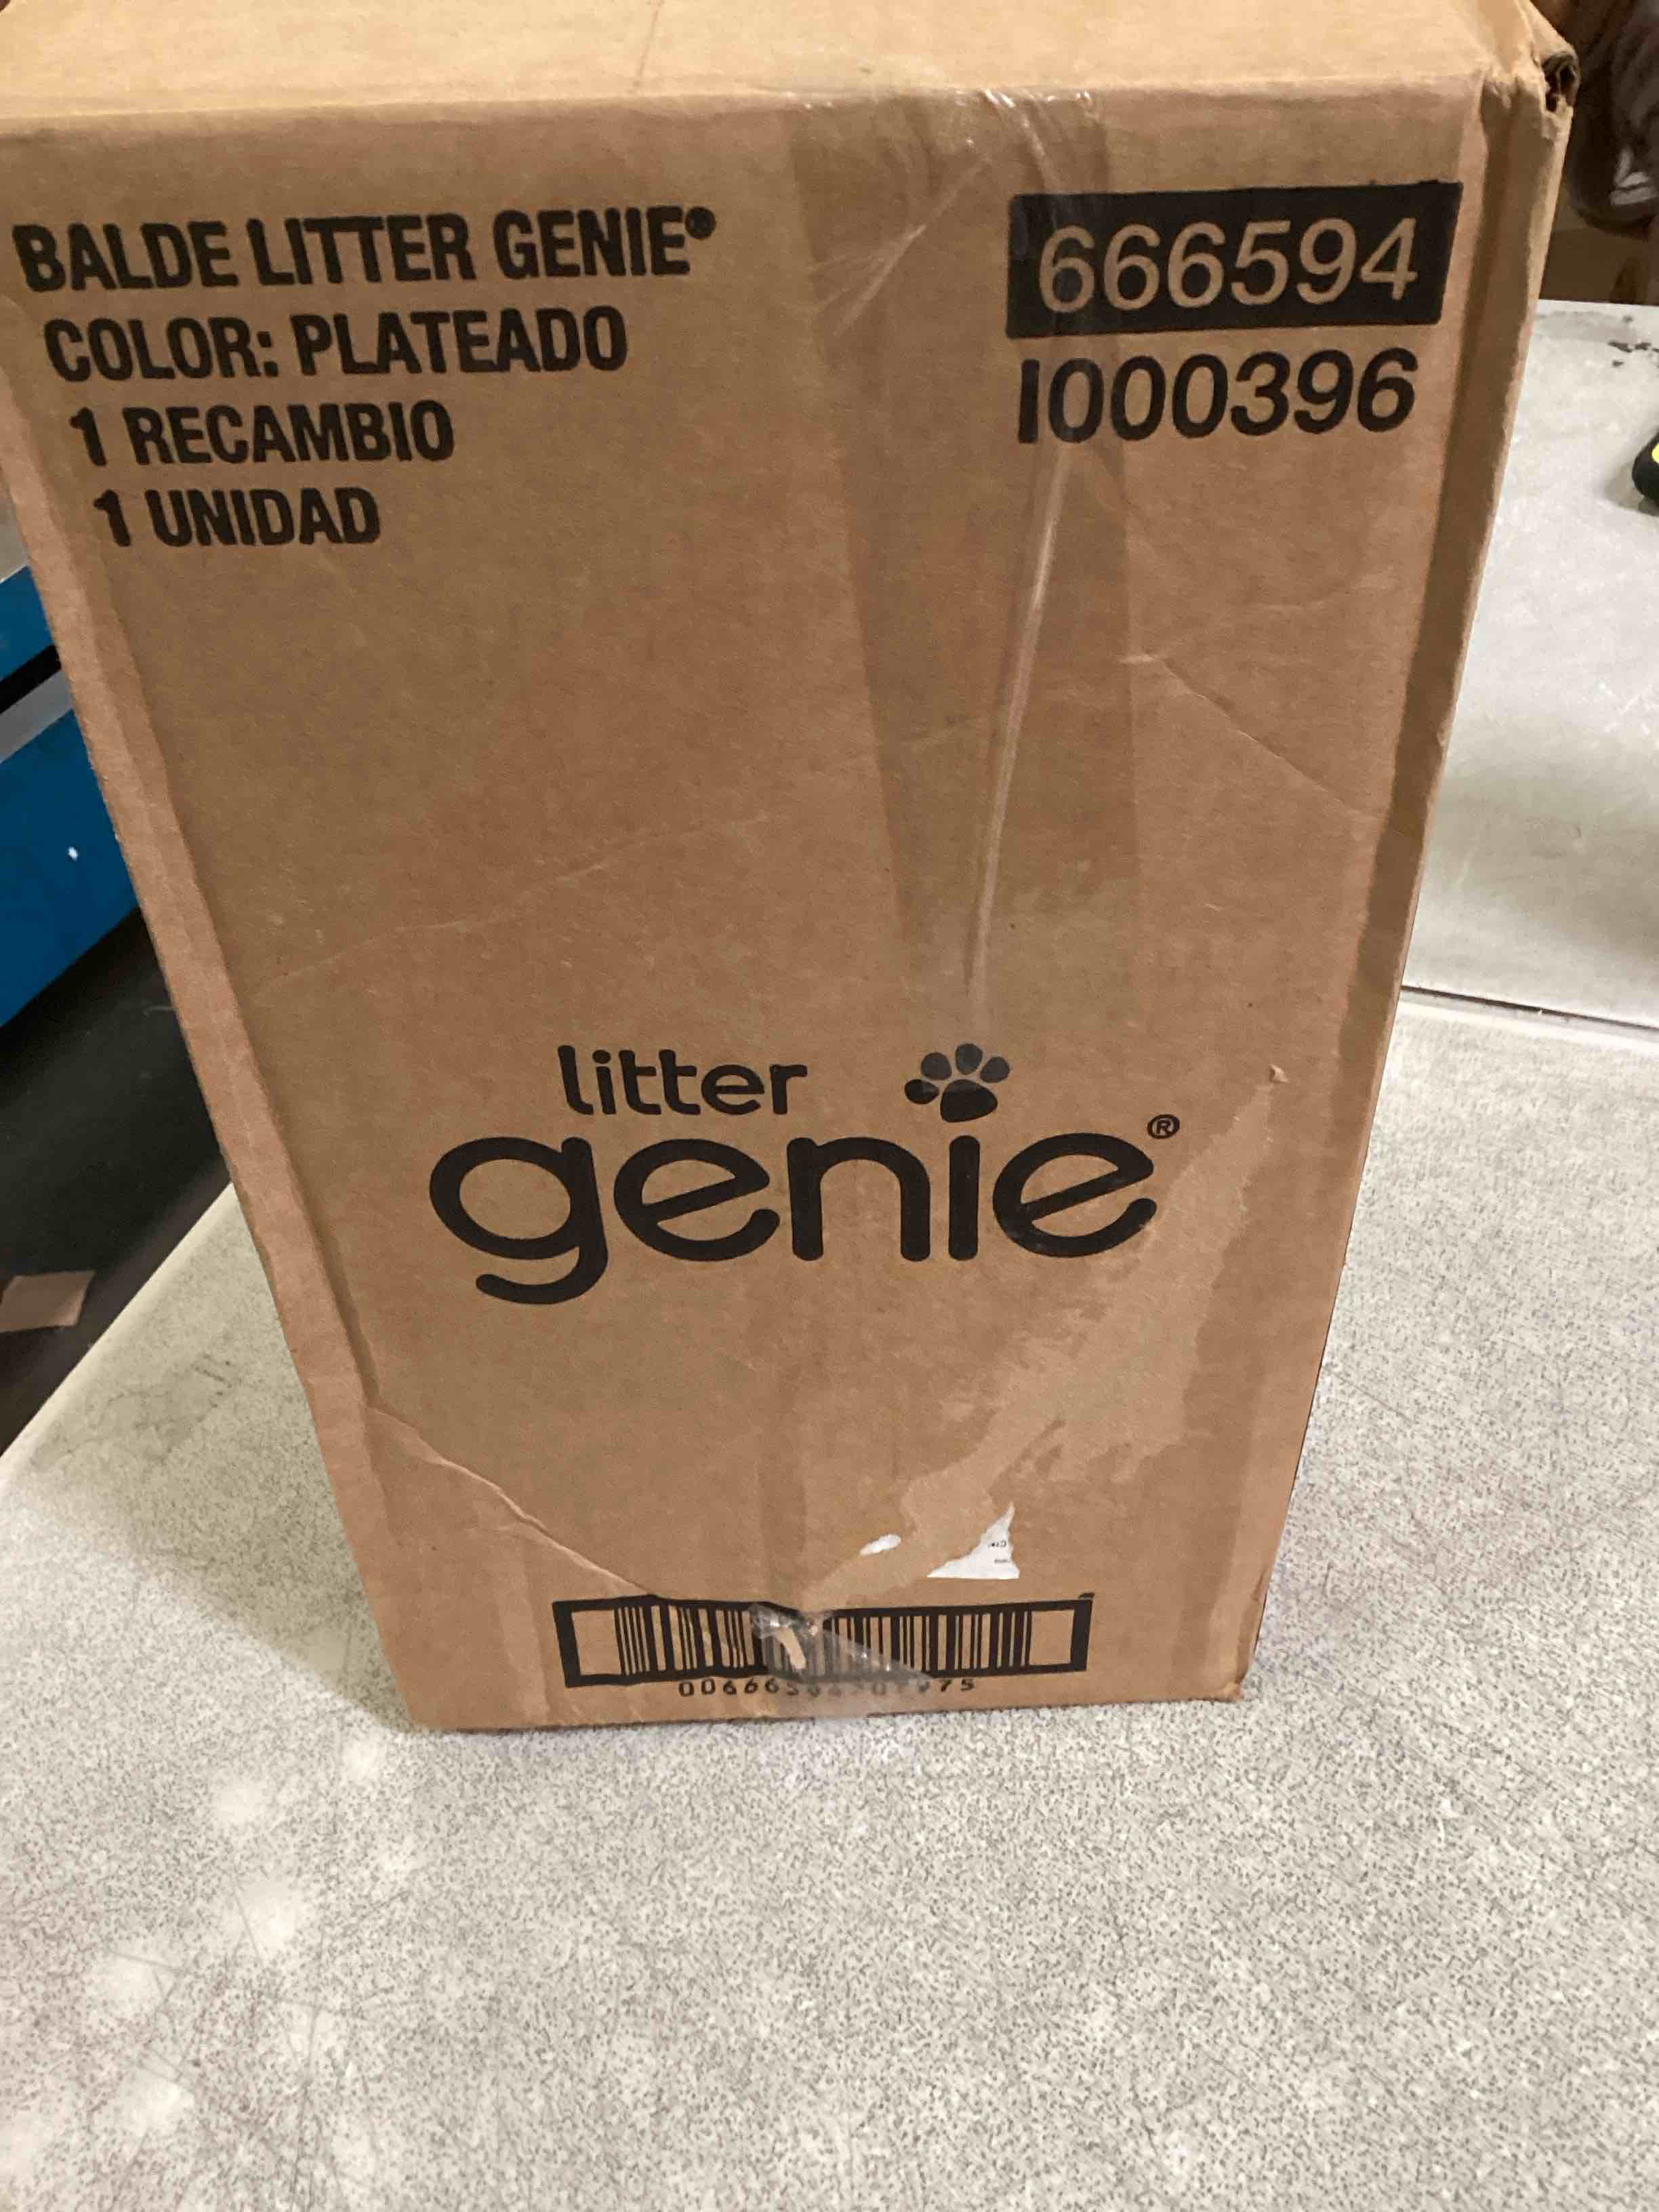 BALDE LITTER GENIE®
COLOR: PLATEADO
1 RECAMBIO
1 UNIDAD
666594
I000396
litter
genie®